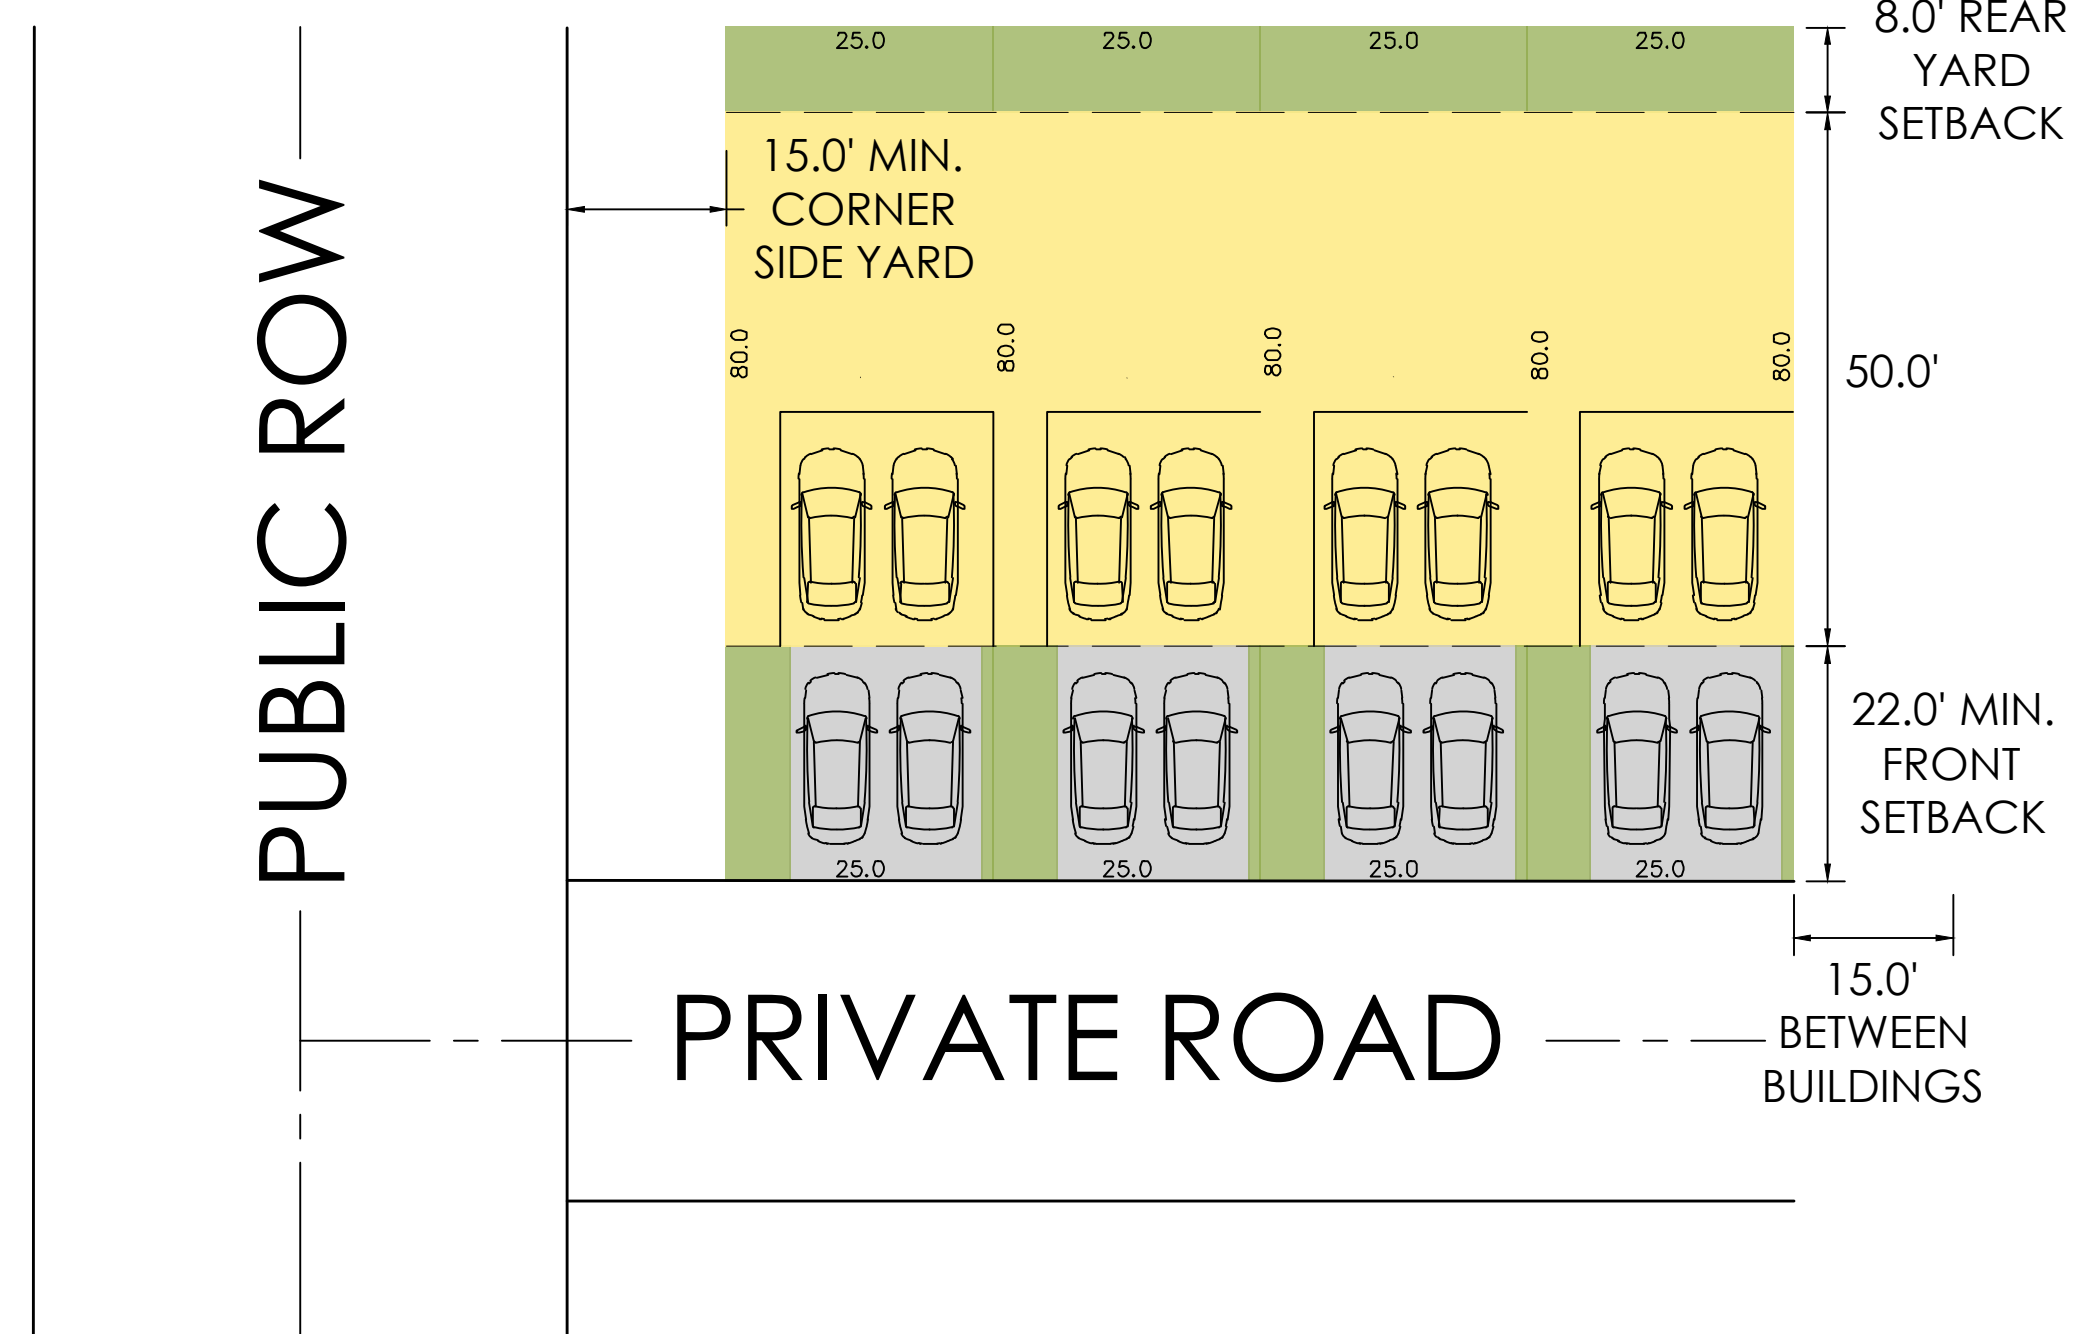 25.0
25.0
25.0
25.0
8.0' REAR
YARD
SETBACK
15.0' MIN.
CORNER
SIDE YARD
80.0
80.0
80.0
80.0
80.0
50.0'
PUBLIC ROW
22.0' MIN.
FRONT
SETBACK
25.0
25.0
25.0
25.0
PRIVATE ROAD
15.0'
BETWEEN
BUILDINGS